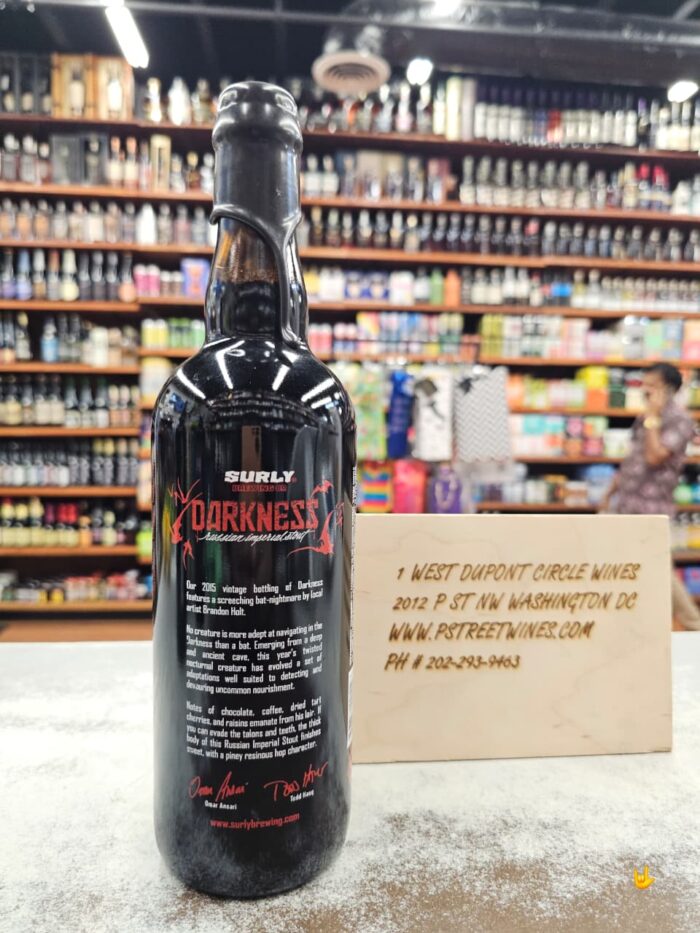 SURLY
BREWING CO.
DARKNESS
russian imperial stout
Our 2015 vintage bottling of Darkness
features a screeching bat-nightmare by local
artist Brandon Holt.
No creature is more adept at navigating in the
Darkness than a bat. Emerging from a deep
and ancient cave, this year's twisted
nocturnal creature has evolved a set of
adaptations well suited to detecting and
devouring uncommon nourishment.
Notes of chocolate, coffee, dried tart
cherries, and raisins emanate from his lair. If
you can evade the talons and teeth, the thick
body of this Russian Imperial Stout finishes
sweet, with a piney resinous hop character.
Omar Ansari
Todd Haug
Omar Ansari
Todd Haug
www.surlybrewing.com
1 WEST DUPONT CIRCLE WINES
2012 P ST NW WASHINGTON DC
WWW.PSTREETWINES.COM
PH # 202-293-9463